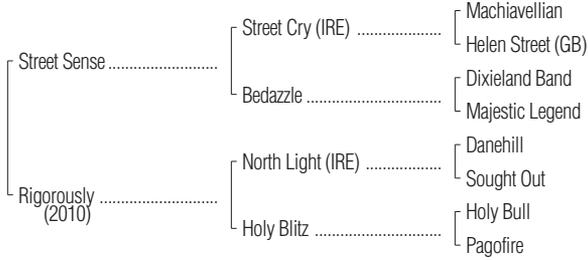 Machiavellian
Street Cry (IRE) ....................
Helen Street (GB)
Street Sense ..........................
Dixieland Band
Bedazzle ................................
Majestic Legend
Danehill
North Light (IRE) ..................
Sought Out
Rigorously ............................
(2010)
Holy Bull
Holy Blitz ..............................
Pagofire